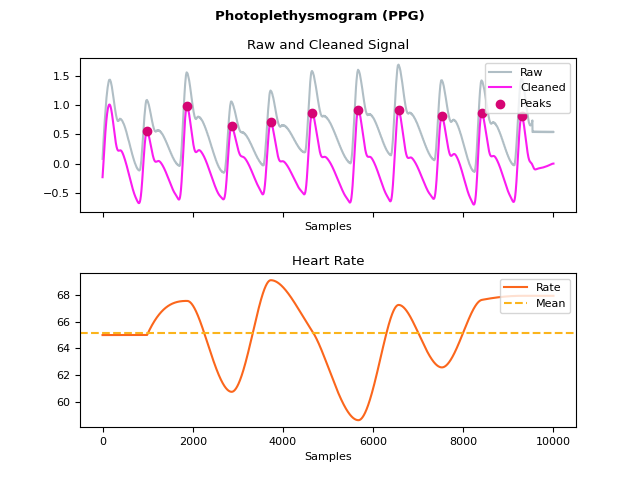 Photoplethysmogram (PPG)
Raw and Cleaned Signal
1.5
1.0
0.5
0.0
−0.5
Raw
Cleaned
Peaks
Samples
Heart Rate
68
66
64
62
60
Rate
Mean
0 2000 4000 6000 8000 10000
Samples